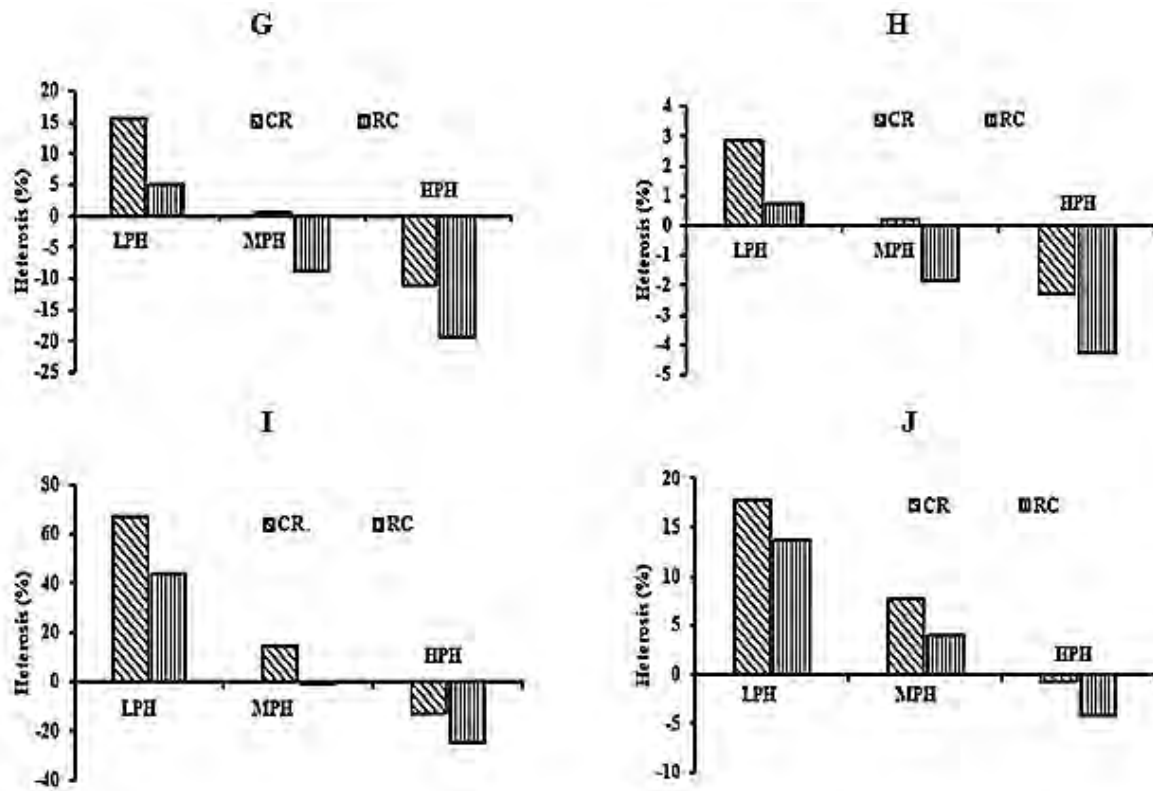 G
20
15
10
5
0
-5
-10
-15
-20
-25
Heterosis (%)
CR RC
LPH MPH HPH
H
4
3
2
1
0
-1
-2
-3
-4
-5
Heterosis (%)
CR RC
LPH MPH HPH
I
80
60
40
20
0
-20
-40
Heterosis (%)
CR. RC
LPH MPH HPH
J
20
15
10
5
0
-5
-10
Heterosis (%)
CR RC
LPH MPH HPH